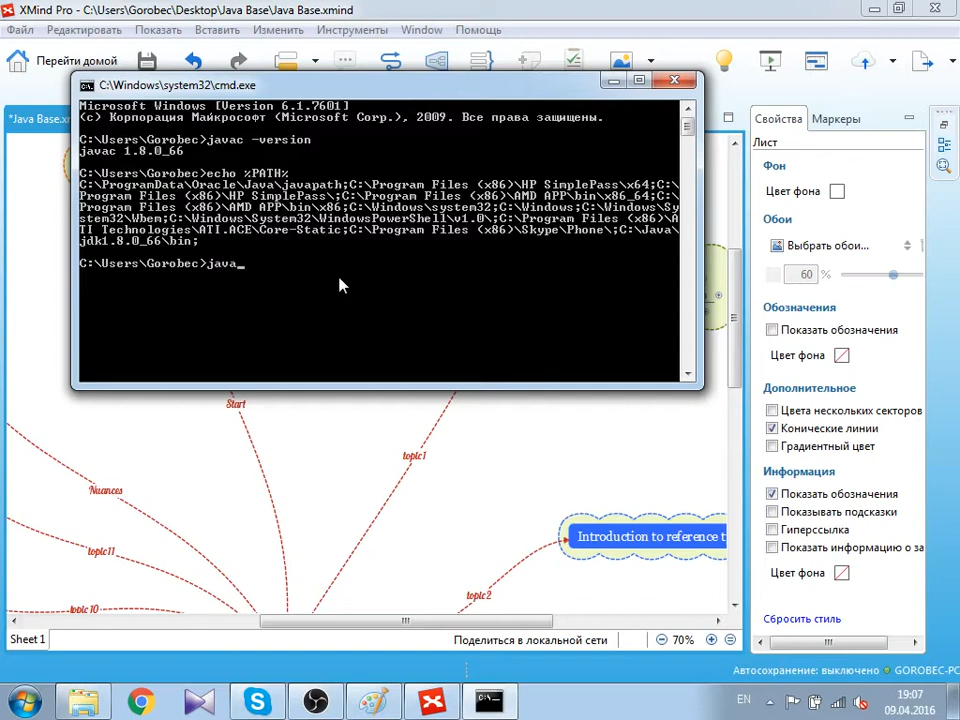 XMind Pro - C:\Users\Gorobec\Desktop\Java Base\Java Base.xmind
Файл Редактировать Показать Вставить Изменить Инструменты Window Помощь
Перейти домой
*Java Base.x
C:\Windows\system32\cmd.exe
Microsoft Windows [Version 6.1.7601]
(c) Корпорация Майкрософт (Microsoft Corp.), 2009. Все права защищены.
C:\Users\Gorobec>javac -version
javac 1.8.0_66
C:\Users\Gorobec>echo %PATH%
C:\ProgramData\Oracle\Java\javapath;C:\Program Files (x86)\HP SimplePass\x64;C:\
Program Files (x86)\HP SimplePass\;C:\Program Files (x86)\AMD APP\bin\x86_64;C:\
Program Files (x86)\AMD APP\bin\x86;C:\Windows\system32;C:\Windows;C:\Windows\Sy
stem32\Wbem;C:\Windows\System32\WindowsPowerShell\v1.0\;C:\Program Files (x86)\A
TI Technologies\ATI.ACE\Core-Static;C:\Program Files (x86)\Skype\Phone\;C:\Java\
jdk1.8.0_66\bin;
C:\Users\Gorobec>java_
Start
topic1
Nuances
topic11
topic10
topic2
Introduction to reference t
Свойства
Маркеры
Лист
Фон
Цвет фона
Обои
Выбрать обои...
60 %
Обозначения
Показать обозначения
Цвет фона
Дополнительное
Цвета нескольких секторов
Конические линии
Градиентный цвет
Информация
Показать обозначения
Показывать подсказки
Гиперссылка
Показать информацию о за
Цвет фона
Сбросить стиль
Sheet 1
Поделиться в локальной сети
70%
Автосохранение: выключено
GOROBEC-PC
EN
19:07
09.04.2016